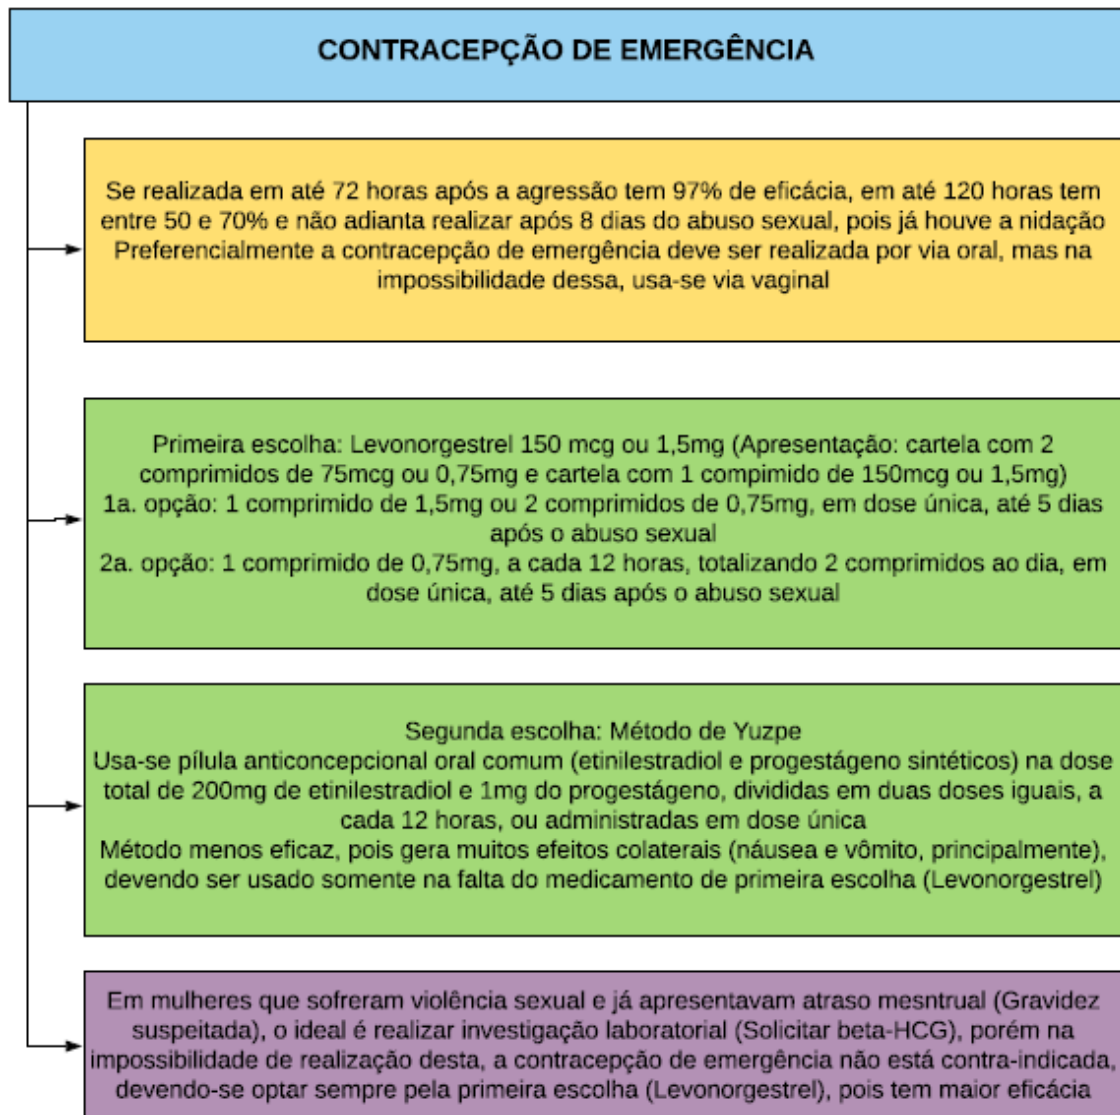 CONTRACEPÇÃO DE EMERGÊNCIA
Se realizada em até 72 horas após a agressão tem 97% de eficácia, em até 120 horas tem
entre 50 e 70% e não adianta realizar após 8 dias do abuso sexual, pois já houve a nidação
Preferencialmente a contracepção de emergência deve ser realizada por via oral, mas na
impossibilidade dessa, usa-se via vaginal
Primeira escolha: Levonorgestrel 150 mcg ou 1,5mg (Apresentação: cartela com 2
comprimidos de 75mcg ou 0,75mg e cartela com 1 compimido de 150mcg ou 1,5mg)
1a. opção: 1 comprimido de 1,5mg ou 2 comprimidos de 0,75mg, em dose única, até 5 dias
após o abuso sexual
2a. opção: 1 comprimido de 0,75mg, a cada 12 horas, totalizando 2 comprimidos ao dia, em
dose única, até 5 dias após o abuso sexual
Segunda escolha: Método de Yuzpe
Usa-se pílula anticoncepcional oral comum (etinilestradiol e progestágeno sintéticos) na dose
total de 200mg de etinilestradiol e 1mg do progestágeno, divididas em duas doses iguais, a
cada 12 horas, ou administradas em dose única
Método menos eficaz, pois gera muitos efeitos colaterais (náusea e vômito, principalmente),
devendo ser usado somente na falta do medicamento de primeira escolha (Levonorgestrel)
Em mulheres que sofreram violência sexual e já apresentavam atraso mesntrual (Gravidez
suspeitada), o ideal é realizar investigação laboratorial (Solicitar beta-HCG), porém na
impossibilidade de realização desta, a contracepção de emergência não está contra-indicada,
devendo-se optar sempre pela primeira escolha (Levonorgestrel), pois tem maior eficácia